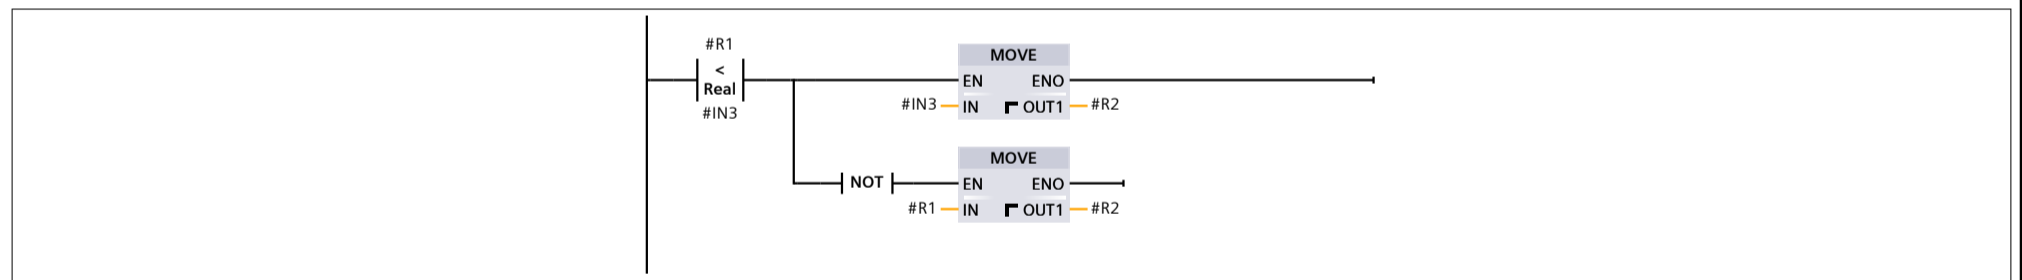 #R1
<
Real
#IN3
MOVE
EN ENO
#IN3 IN OUT1 #R2
MOVE
NOT EN ENO
#R1 IN OUT1 #R2